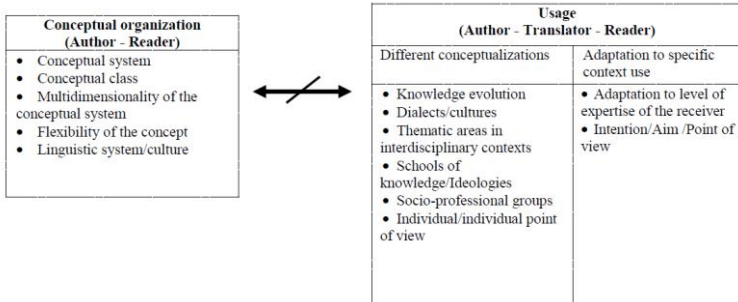 Conceptual organization
(Author - Reader)
• Conceptual system
• Conceptual class
• Multidimensionality of the
conceptual system
• Flexibility of the concept
• Linguistic system/culture
Usage
(Author - Translator - Reader)
Different conceptualizations
• Knowledge evolution
• Dialects/cultures
• Thematic areas in
interdisciplinary contexts
• Schools of
knowledge/Ideologies
• Socio-professional groups
• Individual/individual point
of view
Adaptation to specific
context use
• Adaptation to level of
expertise of the receiver
• Intention/Aim /Point of
view